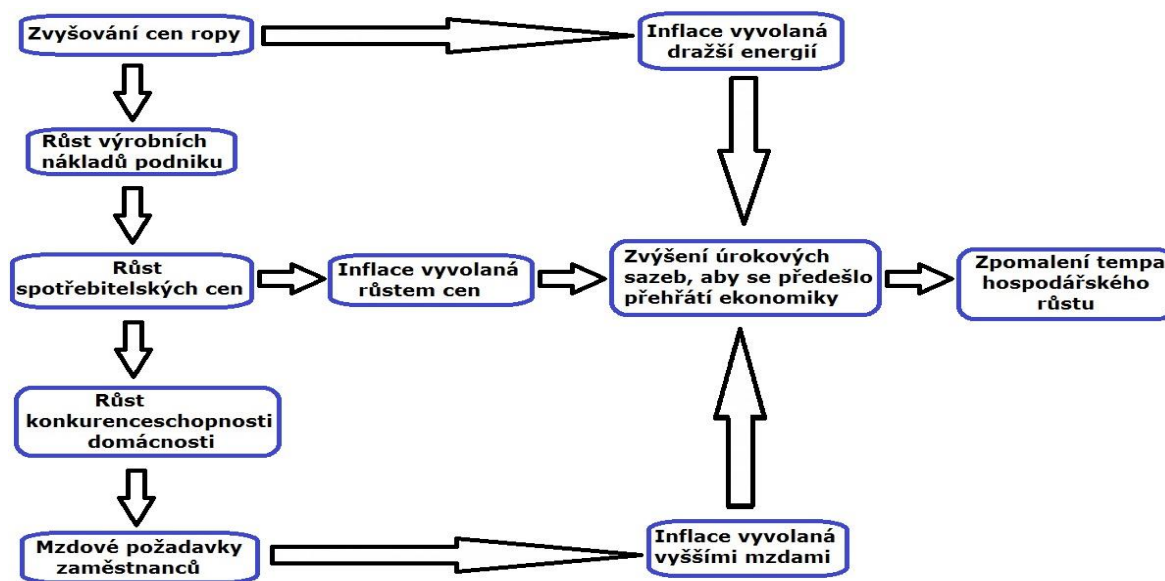 Zvyšování cen ropy
Inflace vyvolaná
dražší energií
Růst výrobních
nákladů podniku
Růst
spotřebitelských cen
Inflace vyvolaná
růstem cen
Zvýšení úrokových
sazeb, aby se předešlo
přehřátí ekonomiky
Zpomalení tempa
hospodářského
růstu
Růst
konkurenceschopnosti
domácnosti
Mzdové požadavky
zaměstnanců
Inflace vyvolaná
vyššími mzdami